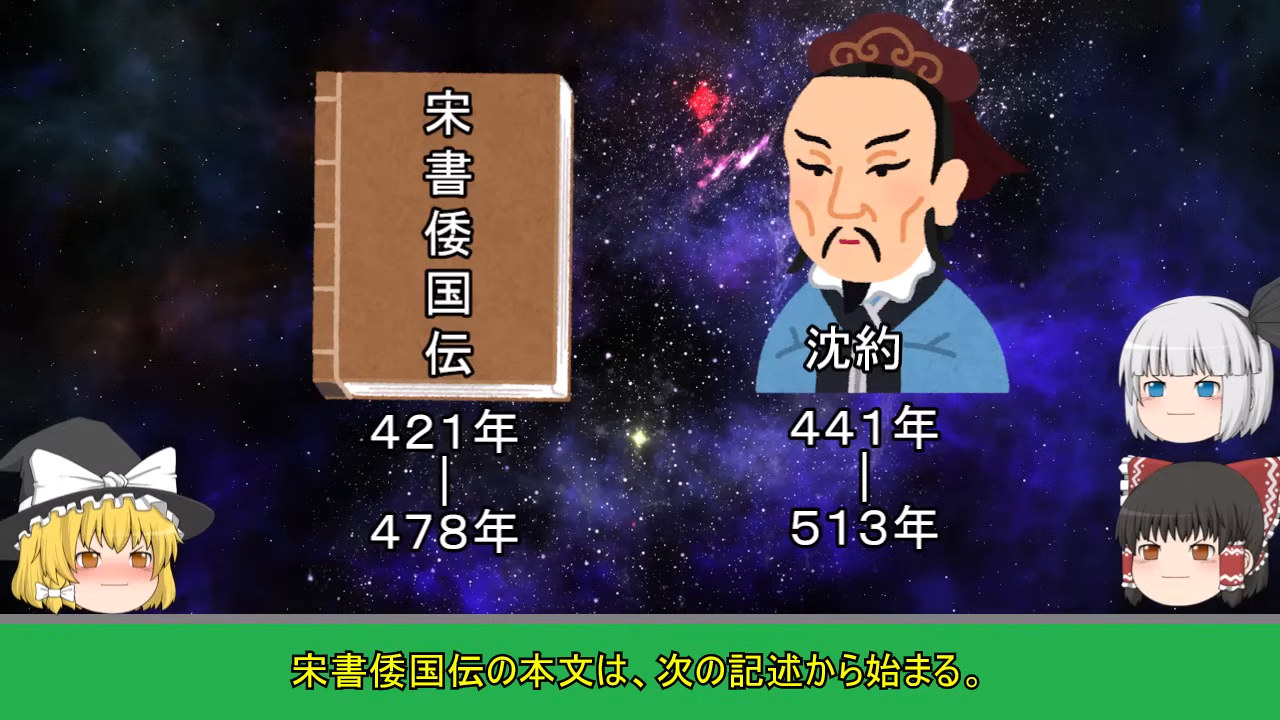 宋書倭国伝
421年
|
478年
沈約
441年
|
513年
宋書倭国伝の本文は、次の記述から始まる。